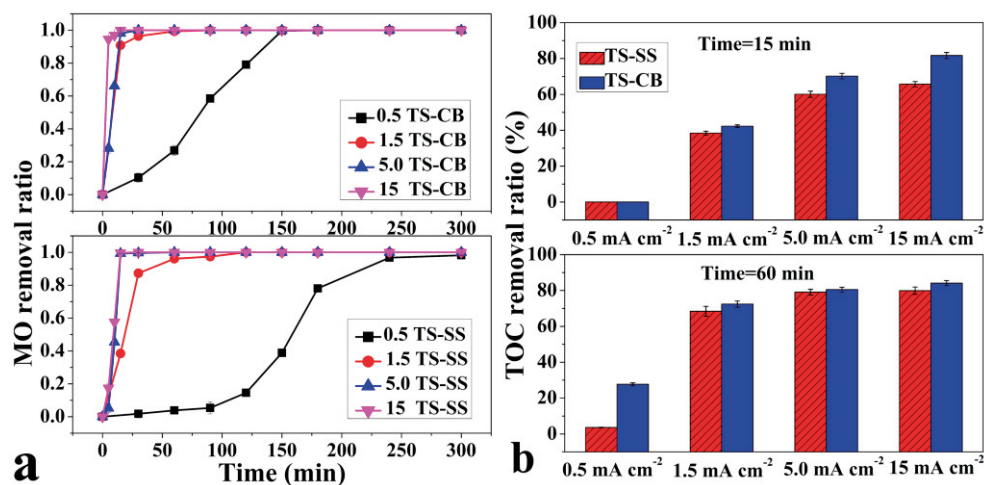 MO removal ratio
1.0
0.8
0.6
0.4
0.2
0.0
0.5 TS-CB
1.5 TS-CB
5.0 TS-CB
15 TS-CB
0 50 100 150 200 250 300
1.0
0.8
0.6
0.4
0.2
0.0
0.5 TS-SS
1.5 TS-SS
5.0 TS-SS
15 TS-SS
0 50 100 150 200 250 300
Time (min)
a
TOC removal ratio (%)
100
80
60
40
20
0
Time=15 min
TS-SS
TS-CB
0.5 mA cm⁻² 1.5 mA cm⁻² 5.0 mA cm⁻² 15 mA cm⁻²
80
60
40
20
0
Time=60 min
0.5 mA cm⁻² 1.5 mA cm⁻² 5.0 mA cm⁻² 15 mA cm⁻²
b